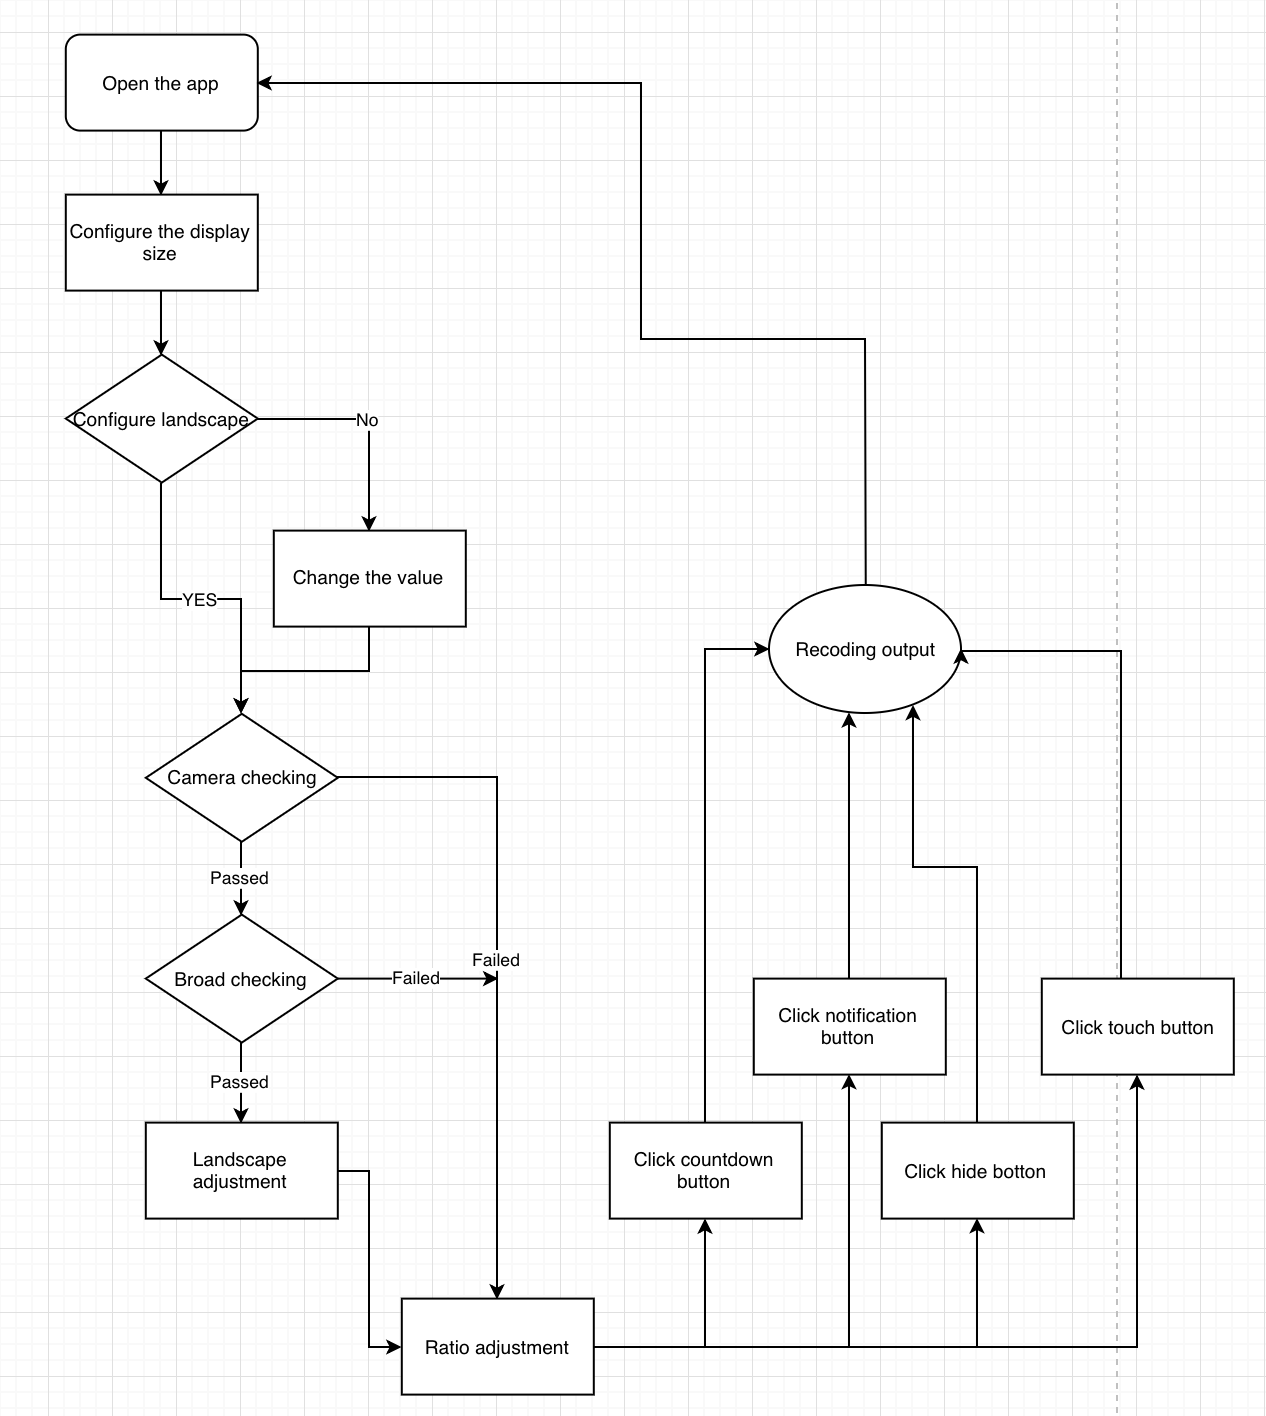 Open the app
Configure the display
size
Configure landscape
No
Change the value
YES
Recoding output
Camera checking
Passed
Failed
Broad checking
Failed
Click notification
button
Click touch button
Passed
Landscape
adjustment
Click countdown
button
Click hide botton
Ratio adjustment